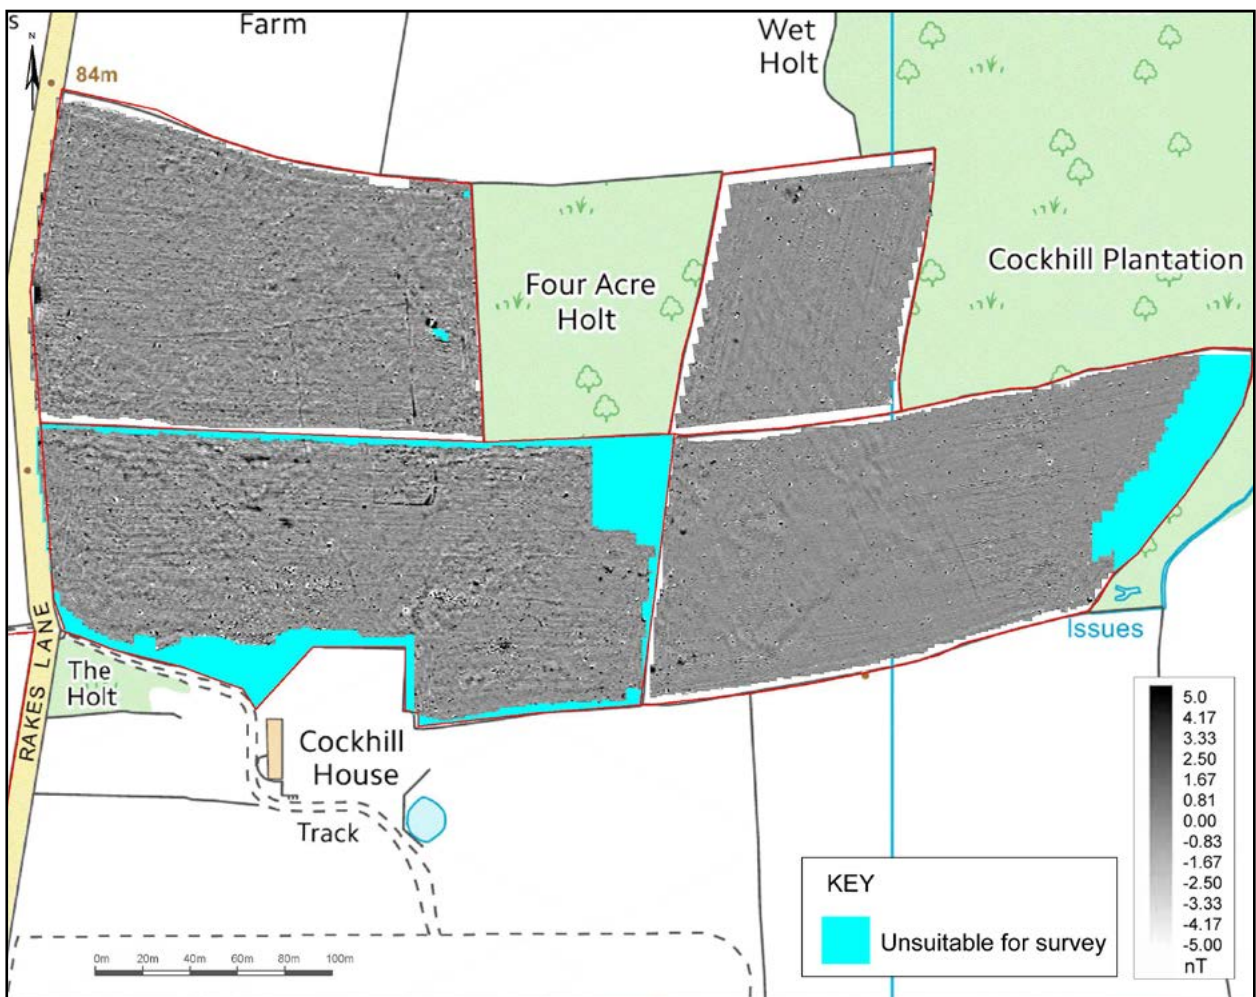 S
Farm
Wet
Holt
N
84m
Four Acre
Holt
Cockhill Plantation
Issues
RAKES LANE
The
Holt
Cockhill
House
Track
5.0
4.17
3.33
2.50
1.67
0.81
0.00
-0.83
-1.67
-2.50
-3.33
-4.17
-5.00
nT
KEY
Unsuitable for survey
0m 20m 40m 60m 80m 100m